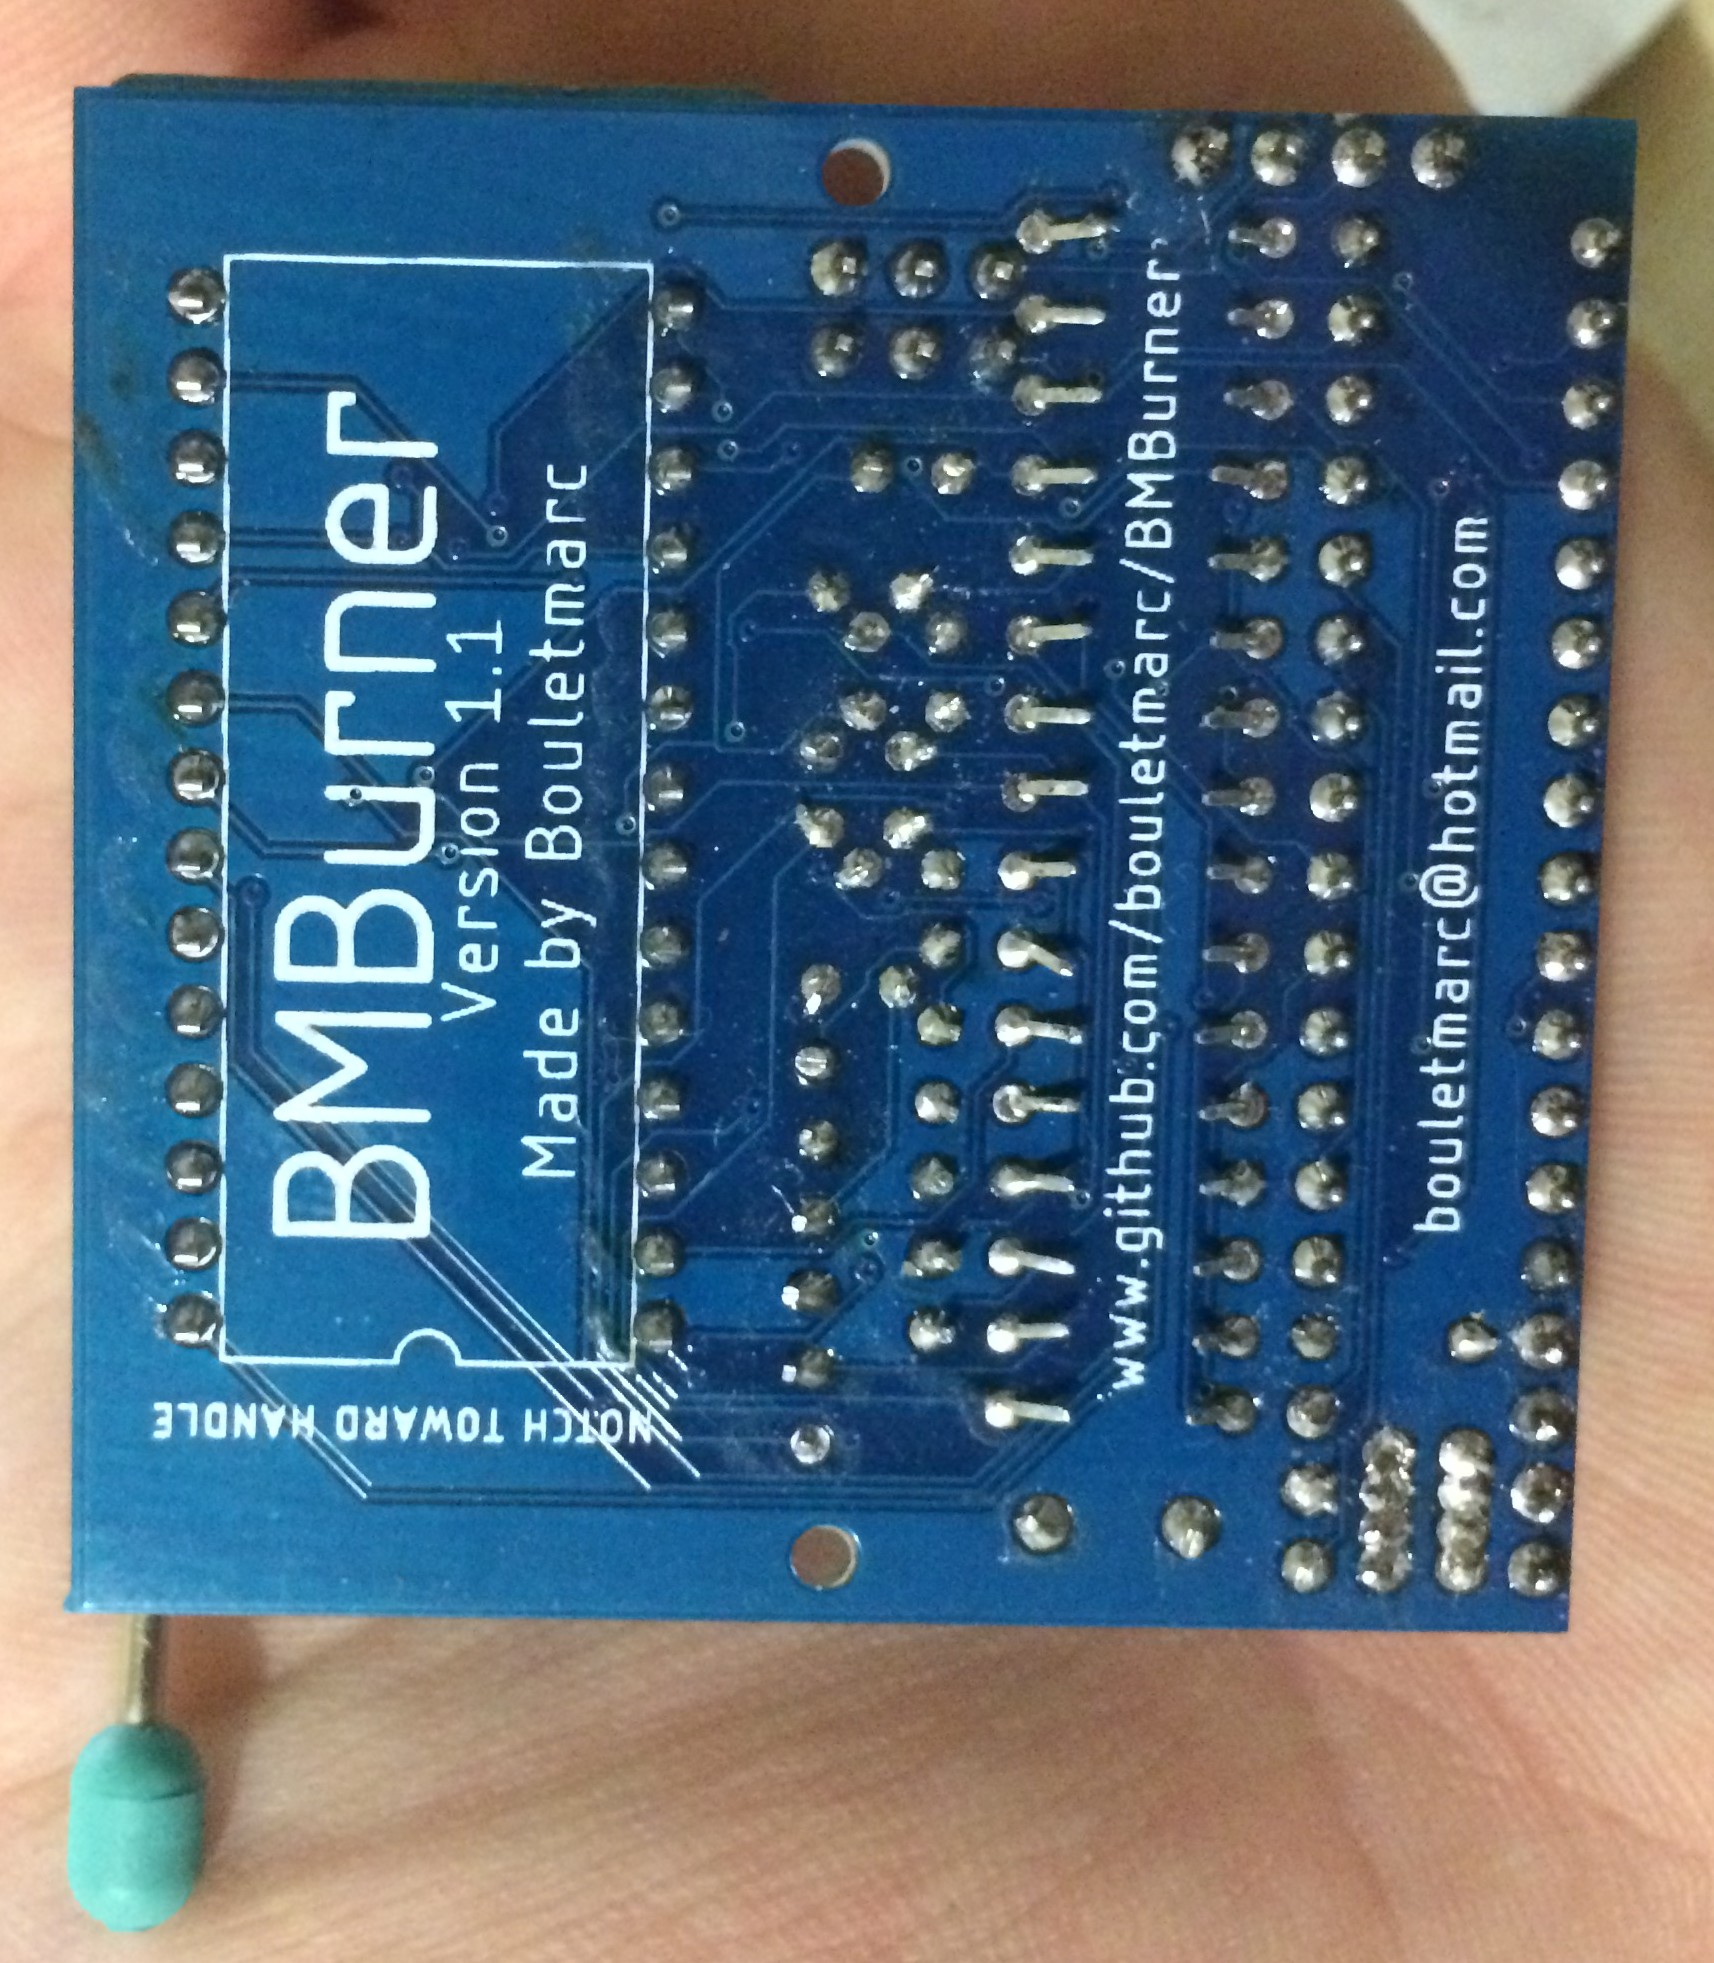 NOTCH TOWARD HANDLE
BMBurner
Version 1.1
Made by Bouletmarc
www.github.com/bouletmarc/BMBurner
bouletmarc@hotmail.com